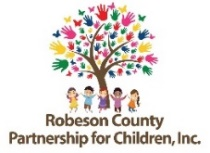 Robeson County
Partnership for Children, Inc.